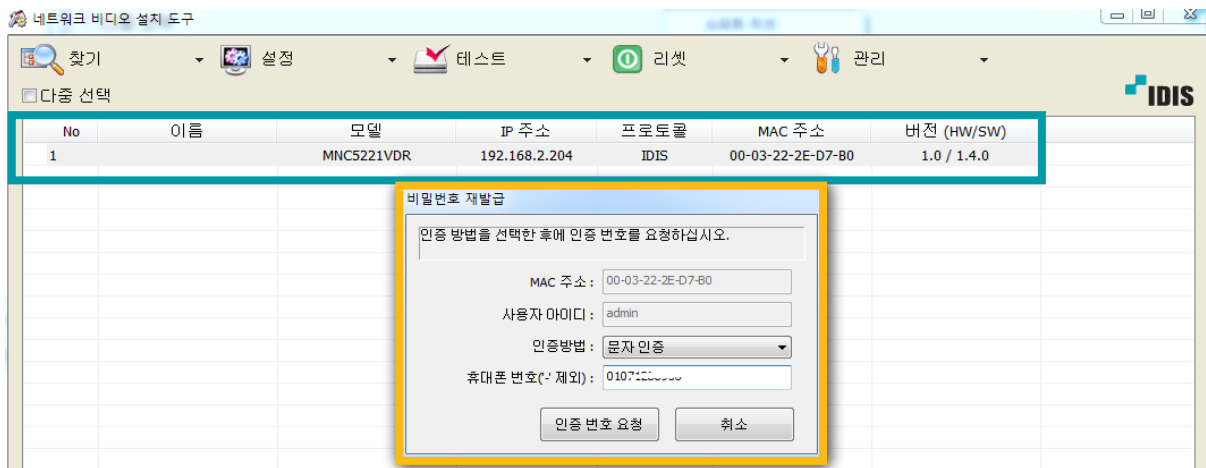 네트워크 비디오 설치 도구
찾기 설정 테스트 리셋 관리
다중 선택
IDIS
No 이름 모델 IP 주소 프로토콜 MAC 주소 버전 (HW/SW)
1 MNC5221VDR 192.168.2.204 IDIS 00-03-22-2E-D7-B0 1.0 / 1.4.0
비밀번호 재발급
인증 방법을 선택한 후에 인증 번호를 요청하십시오.
MAC 주소 : 00-03-22-2E-D7-B0
사용자 아이디 : admin
인증방법 : 문자 인증
휴대폰 번호('-' 제외) :
인증 번호 요청 취소